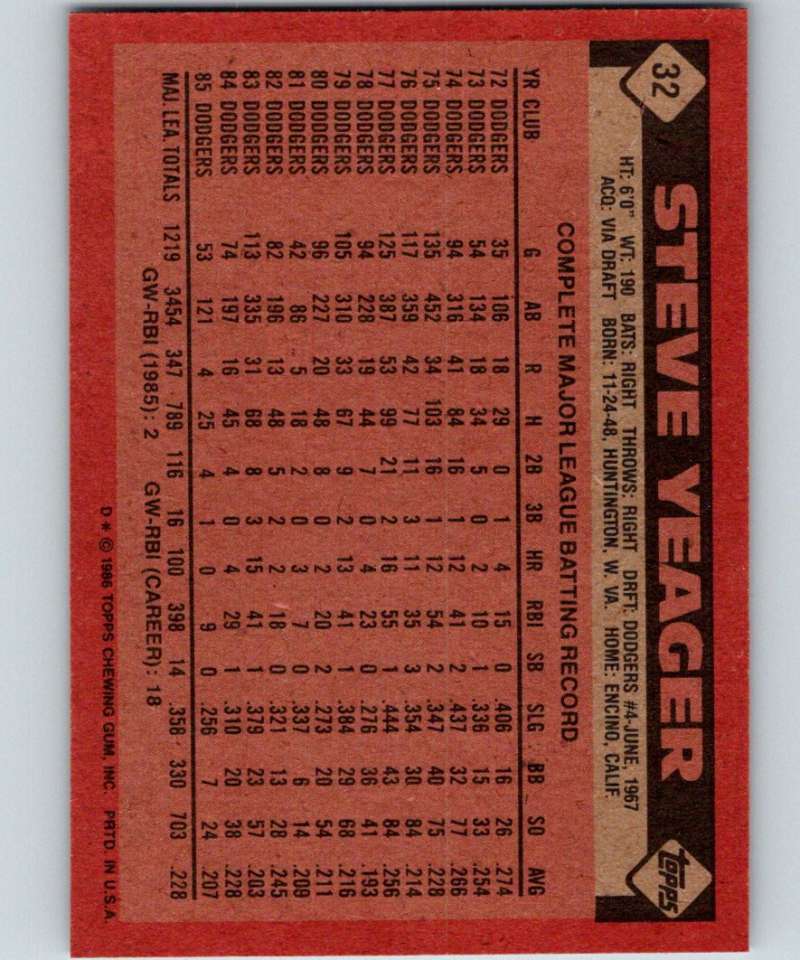 32 STEVE YEAGER topps
HT: 6'0" WT: 190 BATS: RIGHT THROWS: RIGHT DRFT: DODGERS #4-JUNE, 1967
ACQ: VIA DRAFT BORN: 11-24-48, HUNTINGTON, W. VA. HOME: ENCINO, CALIF.
COMPLETE MAJOR LEAGUE BATTING RECORD
YR CLUB G AB R H 2B 3B HR RBI SB SLG BB SO AVG
72 DODGERS 35 106 18 29 0 1 4 15 0 .406 16 26 .274
73 DODGERS 54 134 18 34 5 0 2 10 1 .336 15 33 .254
74 DODGERS 94 316 41 84 16 1 12 41 2 .437 32 77 .266
75 DODGERS 135 452 34 103 16 1 12 54 2 .347 40 75 .228
76 DODGERS 117 359 42 77 11 3 11 35 3 .354 30 84 .214
77 DODGERS 125 387 53 99 21 2 16 55 1 .444 43 84 .256
78 DODGERS 94 228 19 44 7 0 4 23 0 .276 36 41 .193
79 DODGERS 105 310 33 67 9 2 13 41 1 .384 29 68 .216
80 DODGERS 96 227 20 48 8 0 2 20 2 .273 20 54 .211
81 DODGERS 42 86 5 18 2 0 3 7 0 .337 6 14 .209
82 DODGERS 82 196 13 48 5 2 2 18 0 .321 13 28 .245
83 DODGERS 113 335 31 68 8 3 15 41 1 .379 23 57 .203
84 DODGERS 74 197 16 45 4 0 4 29 1 .310 20 38 .228
85 DODGERS 53 121 4 25 4 1 0 9 0 .256 7 24 .207
MAJ. LEA. TOTALS 1219 3454 347 789 116 16 100 398 14 .358 330 703 .228
GW-RBI (1985): 2 GW-RBI (CAREER): 18
D * © 1986 TOPPS CHEWING GUM, INC. PRTD. IN U.S.A.